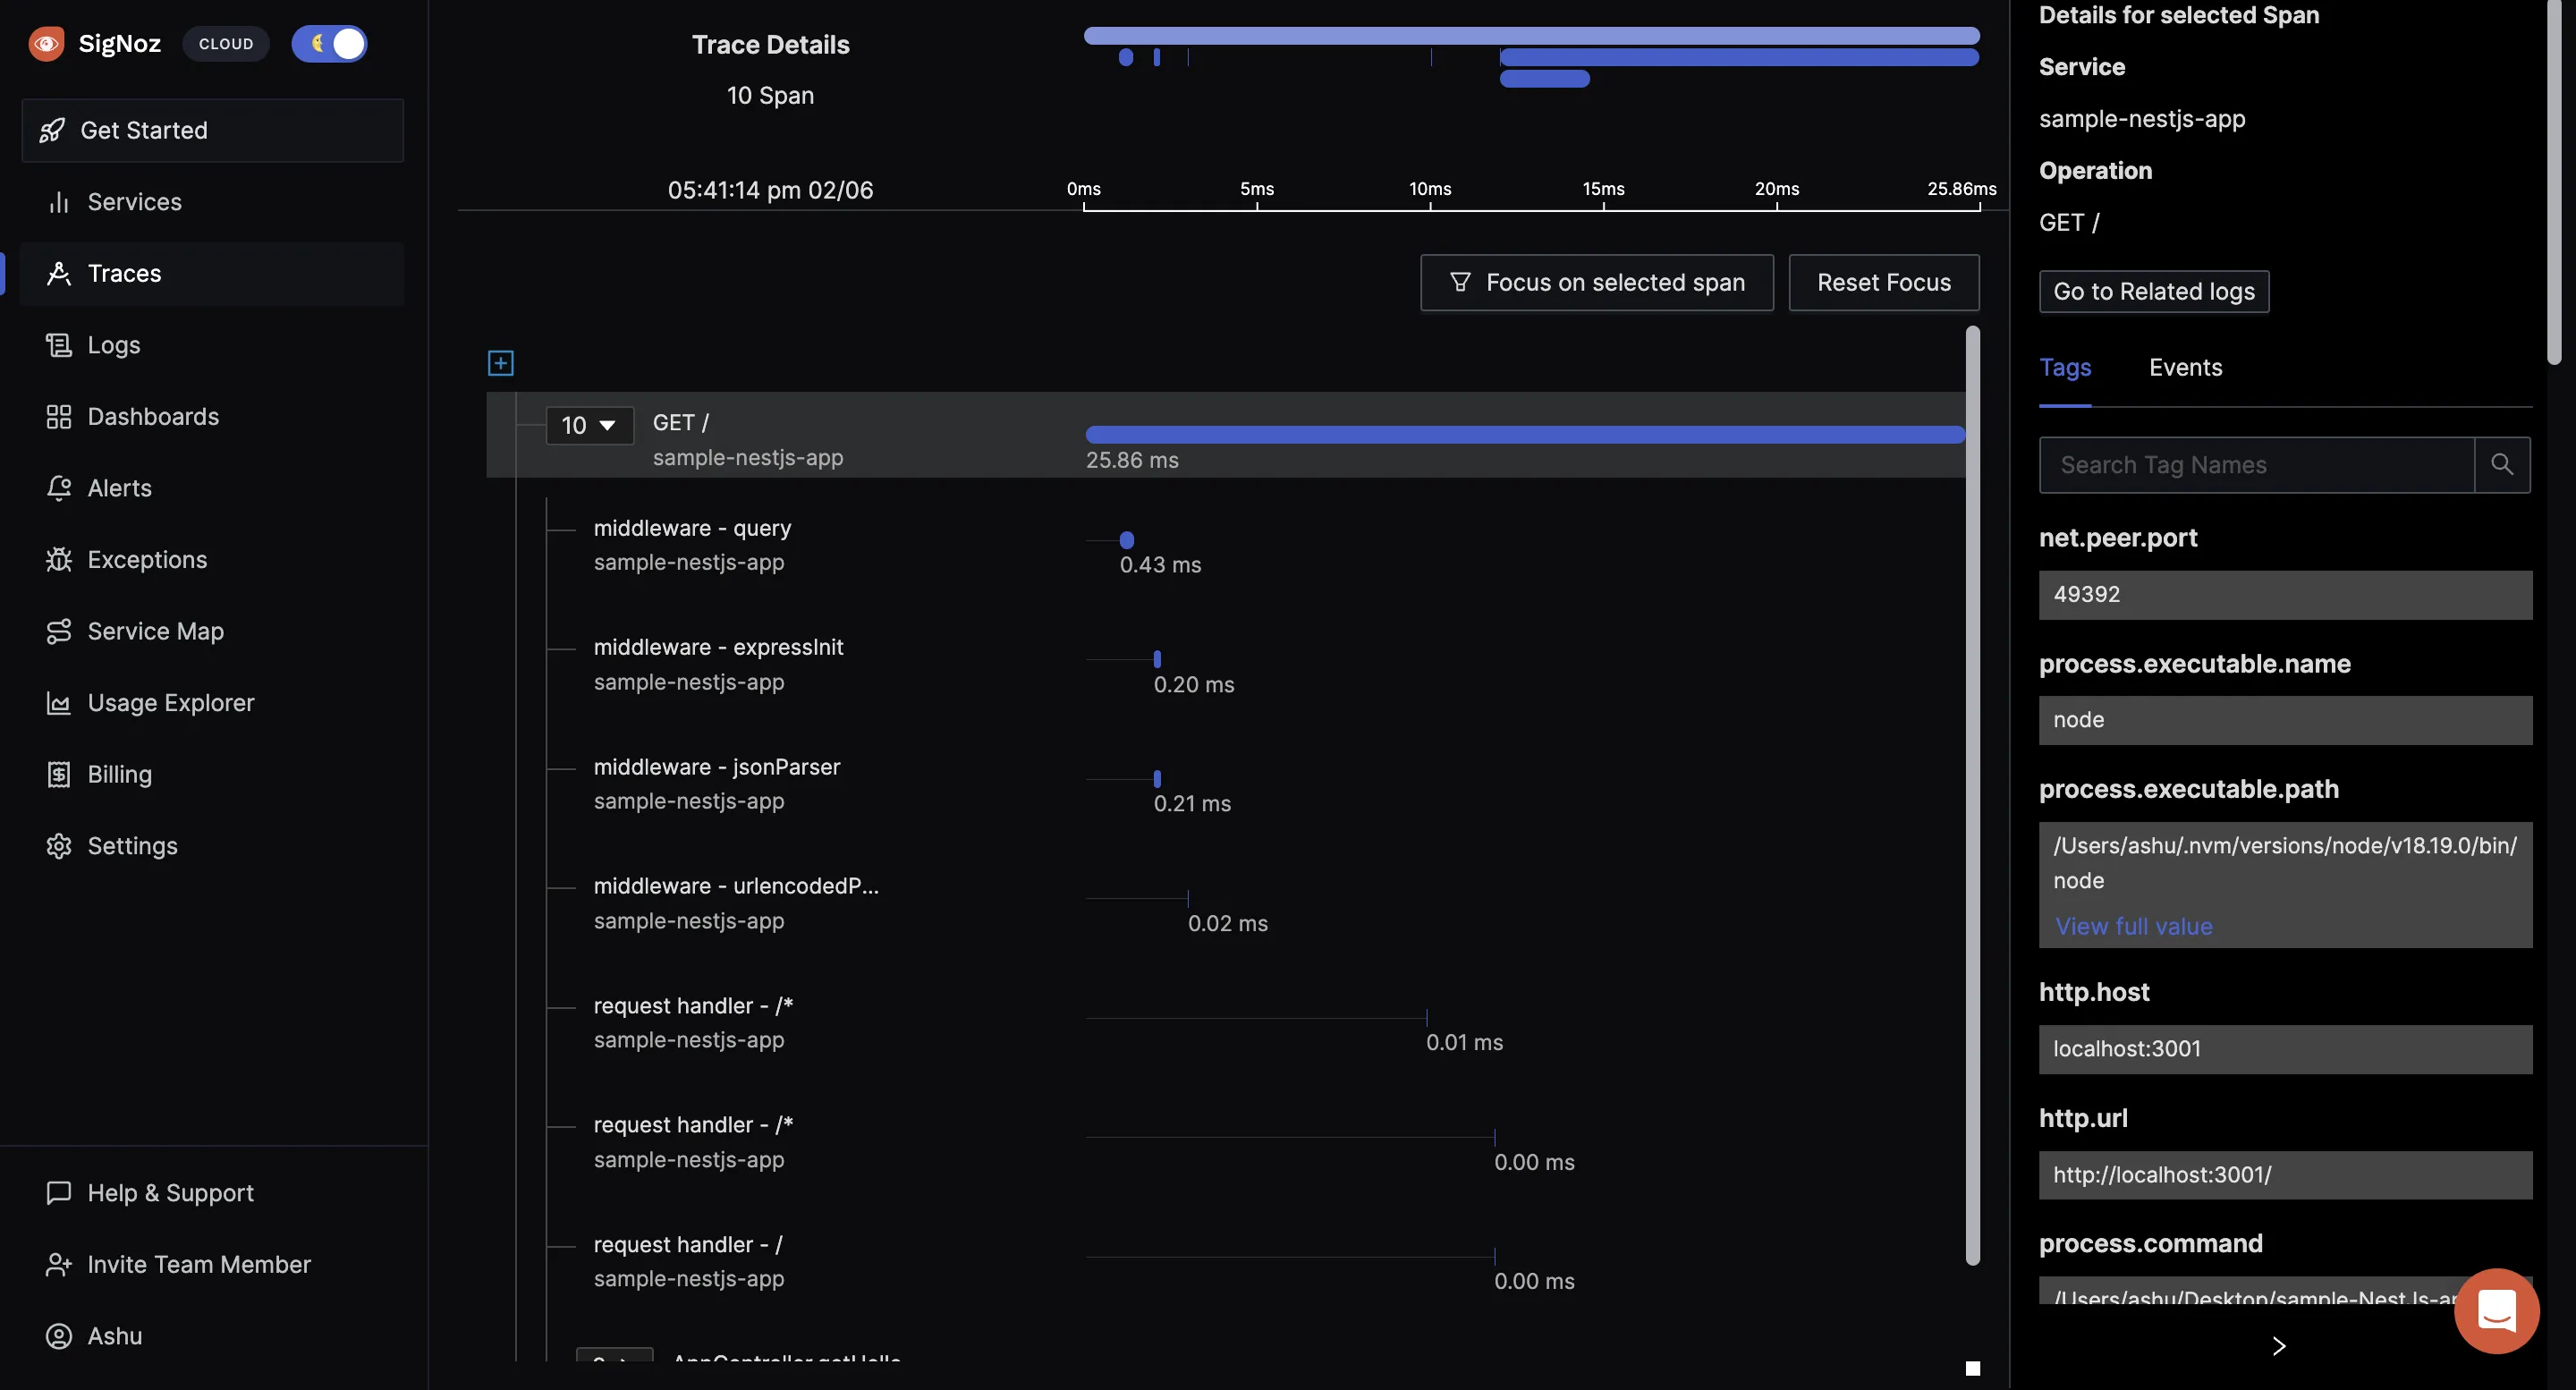 SigNoz
CLOUD
Get Started
Services
Traces
Logs
Dashboards
Alerts
Exceptions
Service Map
Usage Explorer
Billing
Settings
Help & Support
Invite Team Member
Ashu
Trace Details
10 Span
05:41:14 pm 02/06
0ms 5ms 10ms 15ms 20ms 25.86ms
Focus on selected span
Reset Focus
10
GET /
sample-nestjs-app
25.86 ms
middleware - query
sample-nestjs-app
0.43 ms
middleware - expressInit
sample-nestjs-app
0.20 ms
middleware - jsonParser
sample-nestjs-app
0.21 ms
middleware - urlencodedP...
sample-nestjs-app
0.02 ms
request handler - /*
sample-nestjs-app
0.01 ms
request handler - /*
sample-nestjs-app
0.00 ms
request handler - /
sample-nestjs-app
0.00 ms
AppController.getHello
Details for selected Span
Service
sample-nestjs-app
Operation
GET /
Go to Related logs
Tags
Events
Search Tag Names
net.peer.port
49392
process.executable.name
node
process.executable.path
/Users/ashu/.nvm/versions/node/v18.19.0/bin/
node
View full value
http.host
localhost:3001
http.url
http://localhost:3001/
process.command
/Users/ashu/Desktop/sample-NestJs-ap